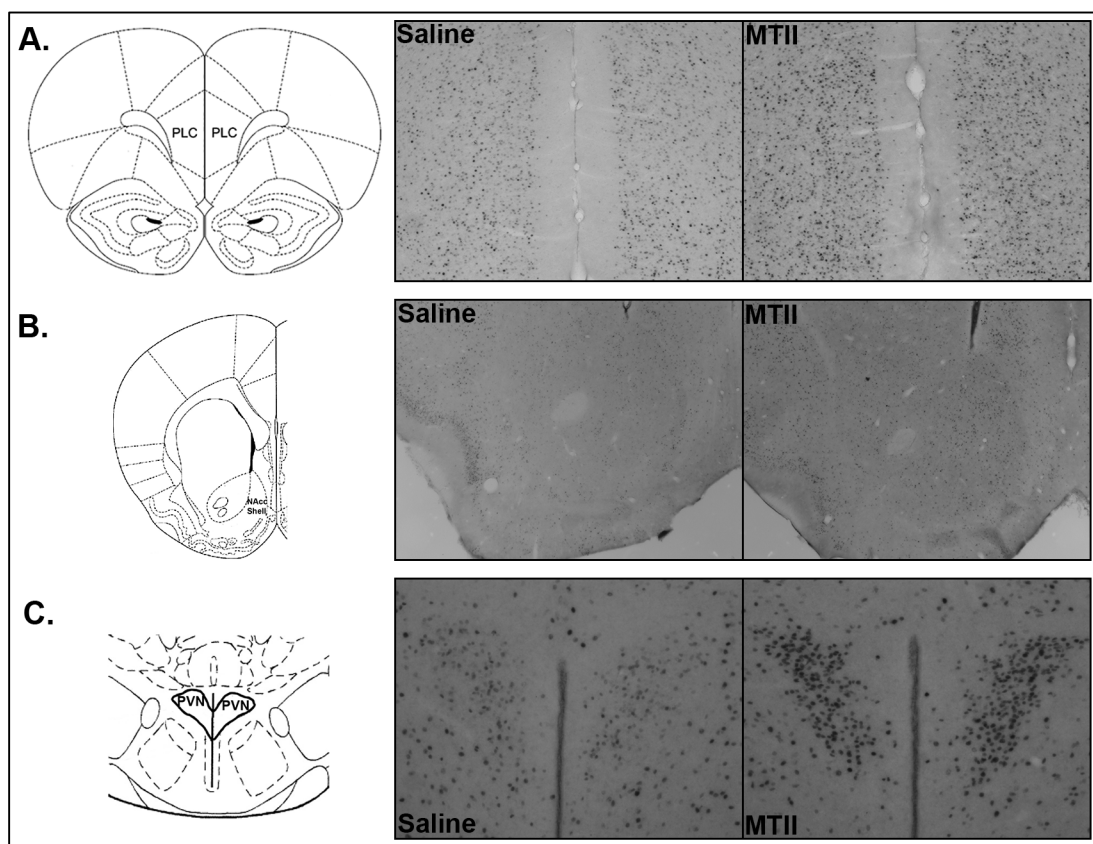 A.
PLC PLC
Saline
MTII
B.
NAcc
Shell
Saline
MTII
C.
PVN PVN
Saline
MTII